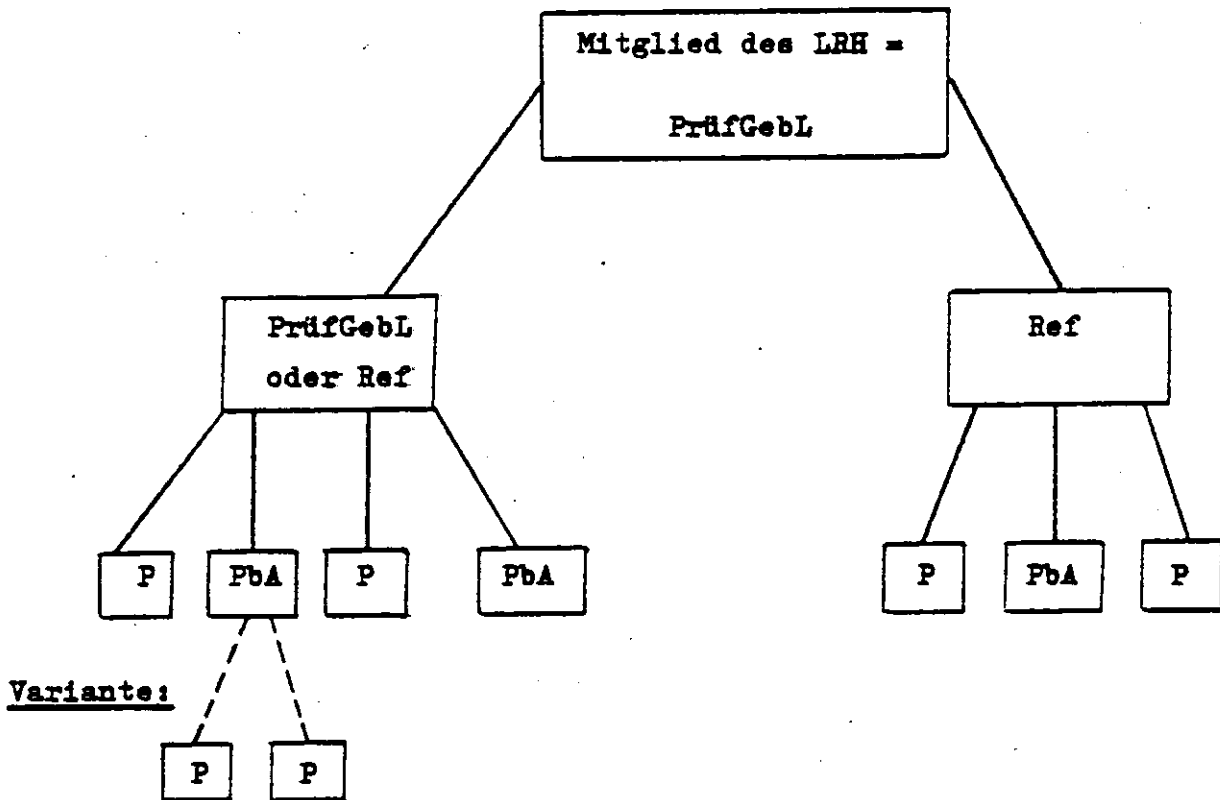 Mitglied des LRH =
PrüfGebL
PrüfGebL
oder Ref
Ref
P
PbA
P
PbA
P
PbA
P
Variante:
P
P